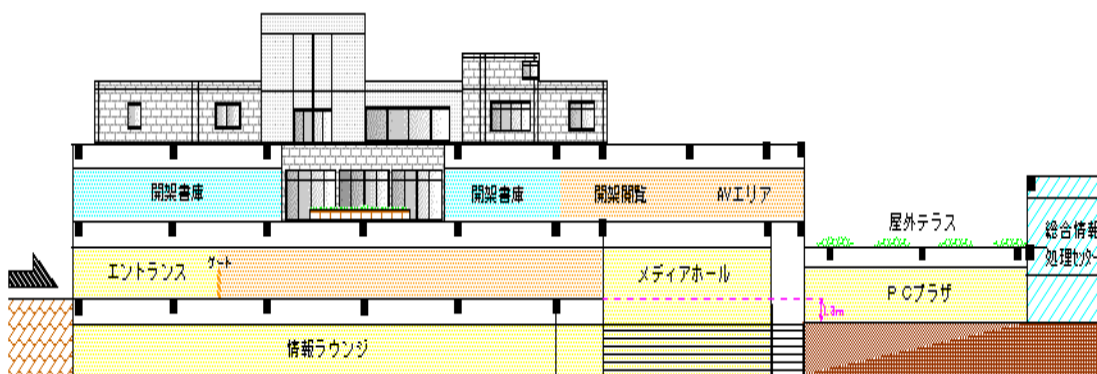 開架書庫
開架書庫
開架閲覧
AVエリア
屋外テラス
総合情報
処理センター
エントランス
ゲート
メディアホール
PCプラザ
情報ラウンジ